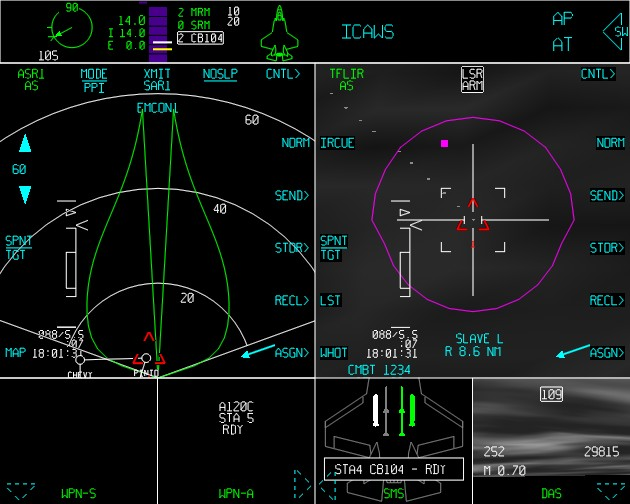 90
14.0
I 14.0
E 0.0
105
2 MRM 10
0 SRM 20
2 CB104
ICAWS
AP
AT
SW
ASR1
AS
MODE
PPI
XMIT
SAR1
NOSLP
CNTL>
EMCON1
60
NORM
60
SEND>
40
SPNT
TGT
STOR>
20
RECL>
088/5.5
:07
18:01:3
MAP
ASGN>
CHEVY
TFLIR
AS
LSR
ARM
CNTL>
IRCUE
NORM
SEND>
SPNT
TGT
STOR>
LST
RECL>
088/5.5
:07
18:01:31
WHOT
SLAVE L
R 8.6 NM
ASGN>
CMBT 1234
A120C
STA 5
RDY
WPN-S
WPN-A
STA4 CB104 - RDY
SMS
109
252
29815
M 0.70
DAS